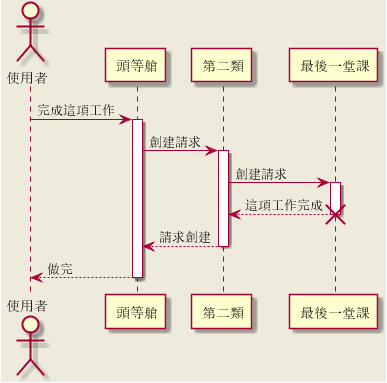 使用者
頭等艙
第二類
最後一堂課
完成這項工作
創建請求
創建請求
這項工作完成
請求創建
做完
使用者
頭等艙
第二類
最後一堂課